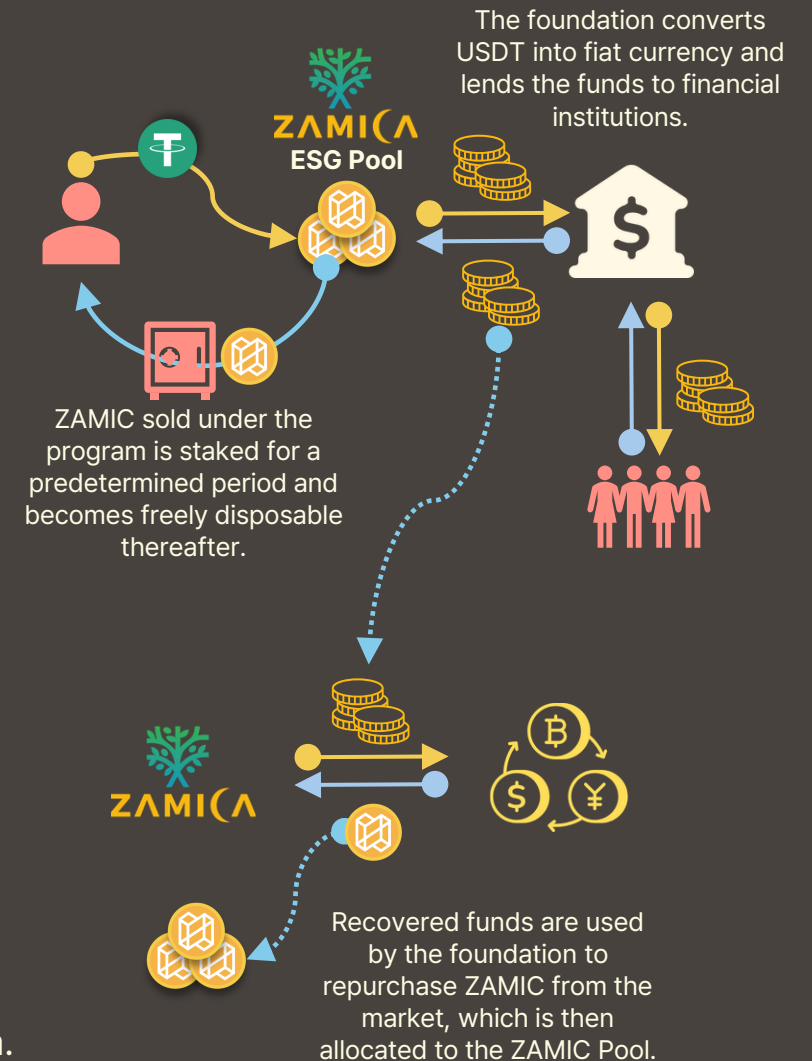 The foundation converts
USDT into fiat currency and
lends the funds to financial
institutions.
ZAMICA
ESG Pool
ZAMIC sold under the
program is staked for a
predetermined period and
becomes freely disposable
thereafter.
ZAMICA
Recovered funds are used
by the foundation to
repurchase ZAMIC from the
market, which is then
allocated to the ZAMIC Pool.